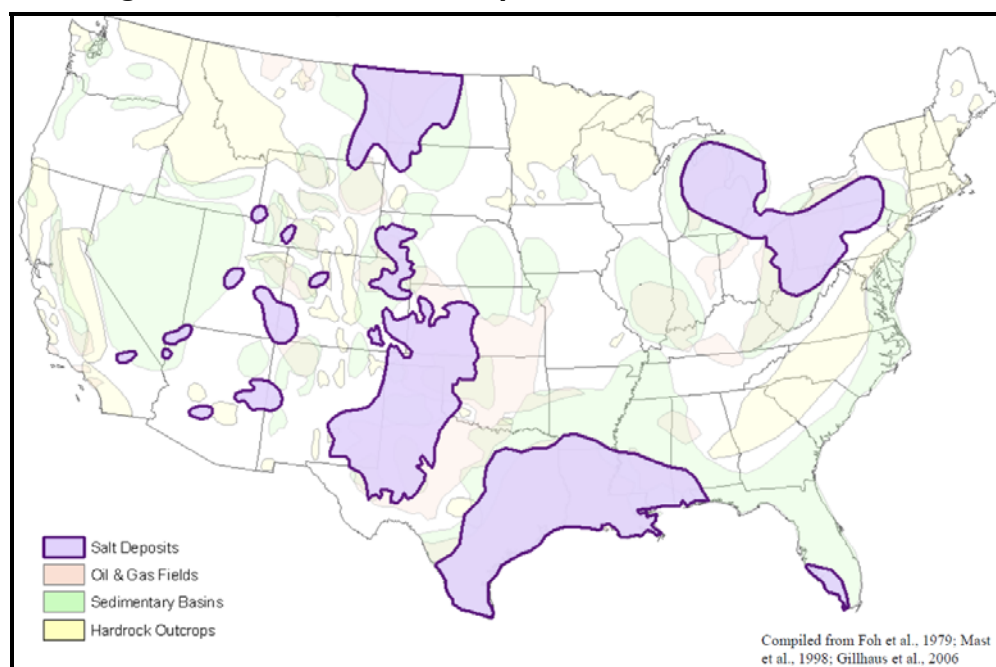 Salt Deposits
Oil & Gas Fields
Sedimentary Basins
Hardrock Outcrops
Compiled from Foh et al., 1979; Mast
et al., 1998; Gillhaus et al., 2006